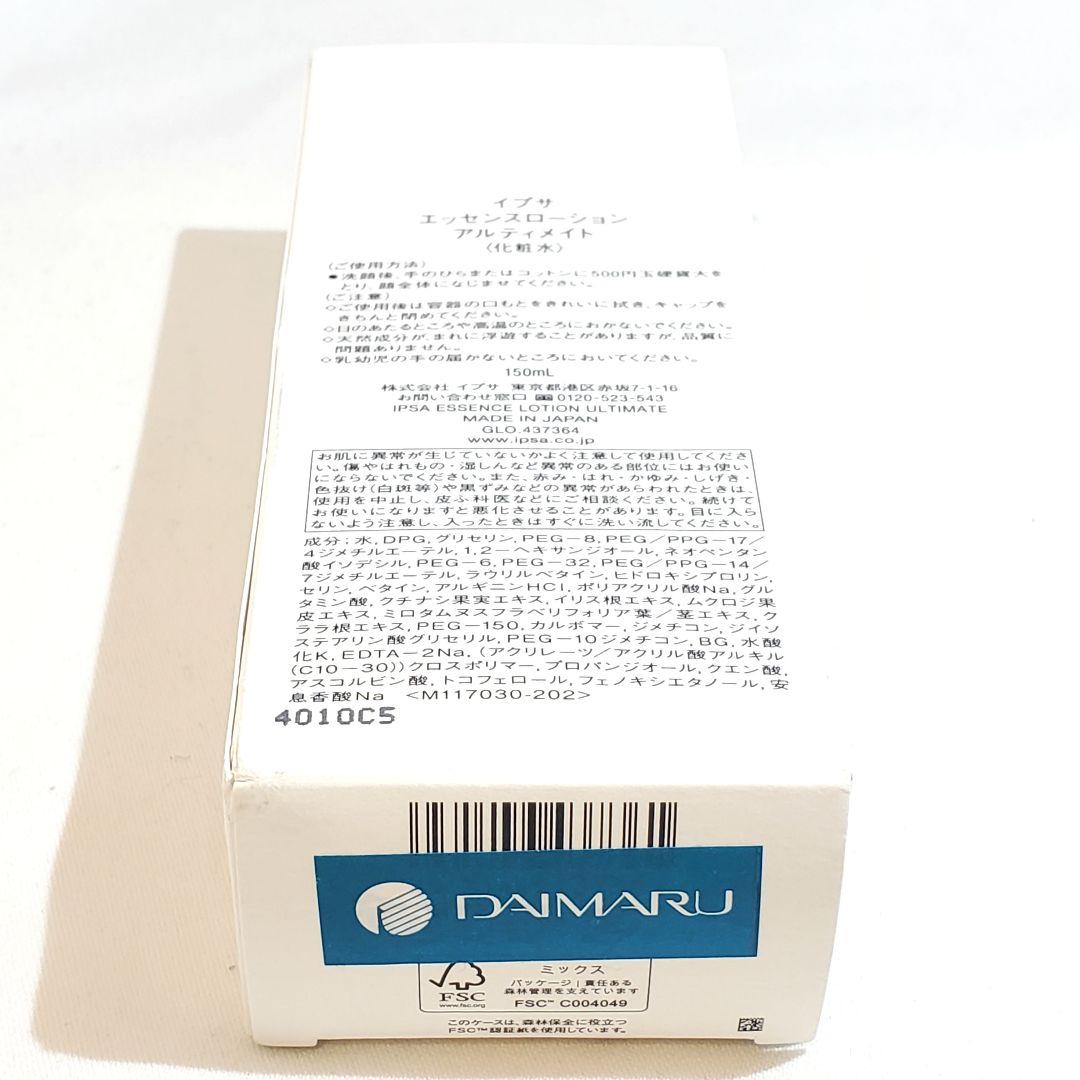 イプサ
エッセンスローション
アルティメイト
(化粧水)
(ご使用方法)
●洗顔後、手のひらまたはコットンに500円玉硬貨大を
とり、顔全体になじませてください。
(ご注意)
○ご使用後は容器の口もとをきれいに拭き、キャップを
きちんと閉めてください。
○日のあたるところや高温のところにおかないでください。
○天然成分が、まれに浮遊することがありますが、品質に
問題ありません。
○乳幼児の手の届かないところにおいてください。
150mL
株式会社 イプサ 東京都港区赤坂7-1-16
お問い合わせ窓口 0120-523-543
IPSA ESSENCE LOTION ULTIMATE
MADE IN JAPAN
GLO.437364
www.ipsa.co.jp
お肌に異常が生じていないかよく注意して使用してくださ
い。傷やはれもの・湿しんなど異常のある部位にはお使い
にならないでください。また、赤み・はれ・かゆみ・しげき・
色抜け(白斑等)や黒ずみなどの異常があらわれたときは、
使用を中止し、皮ふ科医などにご相談ください。続けて
お使いになりますと悪化させることがあります。目に入ら
ないよう注意し、入ったときはすぐに洗い流してください。
成分:水,DPG,グリセリン,PEG-8,PEG/PPG-17/
4ジメチルエーテル,1,2-ヘキサンジオール,ネオペンタン
酸イソデシル,PEG-6,PEG-32,PEG/PPG-14/
7ジメチルエーテル,ラウリルベタイン,ヒドロキシプロリン,
セリン,ベタイン,アルギニンHCl,ポリアクリル酸Na,グル
タミン酸,クチナシ果実エキス,イリス根エキス,ムクロジ果
皮エキス,ミロタムヌスフラベリフォリア葉/茎エキス,ク
ララ根エキス,PEG-150,カルボマー,ジメチコン,ジイソ
ステアリン酸グリセリル,PEG-10ジメチコン,BG,水酸
化K,EDTA-2Na,(アクリレーツ/アクリル酸アルキル
(C10-30))クロスポリマー,プロパンジオール,クエン酸,
アスコルビン酸,トコフェロール,フェノキシエタノール,安
息香酸Na <M117030-202>
4010C5
DAIMARU
FSC
www.fsc.org
ミックス
パッケージ|責任ある
森林管理を支えています
FSC™ C004049
このケースは、森林保全に役立つ
FSC™認証紙を使用しています。